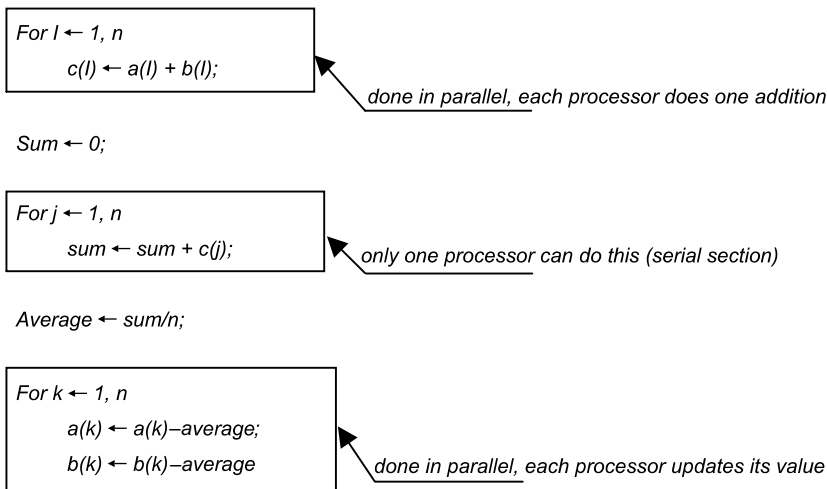 For I ← 1, n
c(I) ← a(I) + b(I);
done in parallel, each processor does one addition
Sum ← 0;
For j ← 1, n
sum ← sum + c(j);
only one processor can do this (serial section)
Average ← sum/n;
For k ← 1, n
a(k) ← a(k)–average;
b(k) ← b(k)–average
done in parallel, each processor updates its value